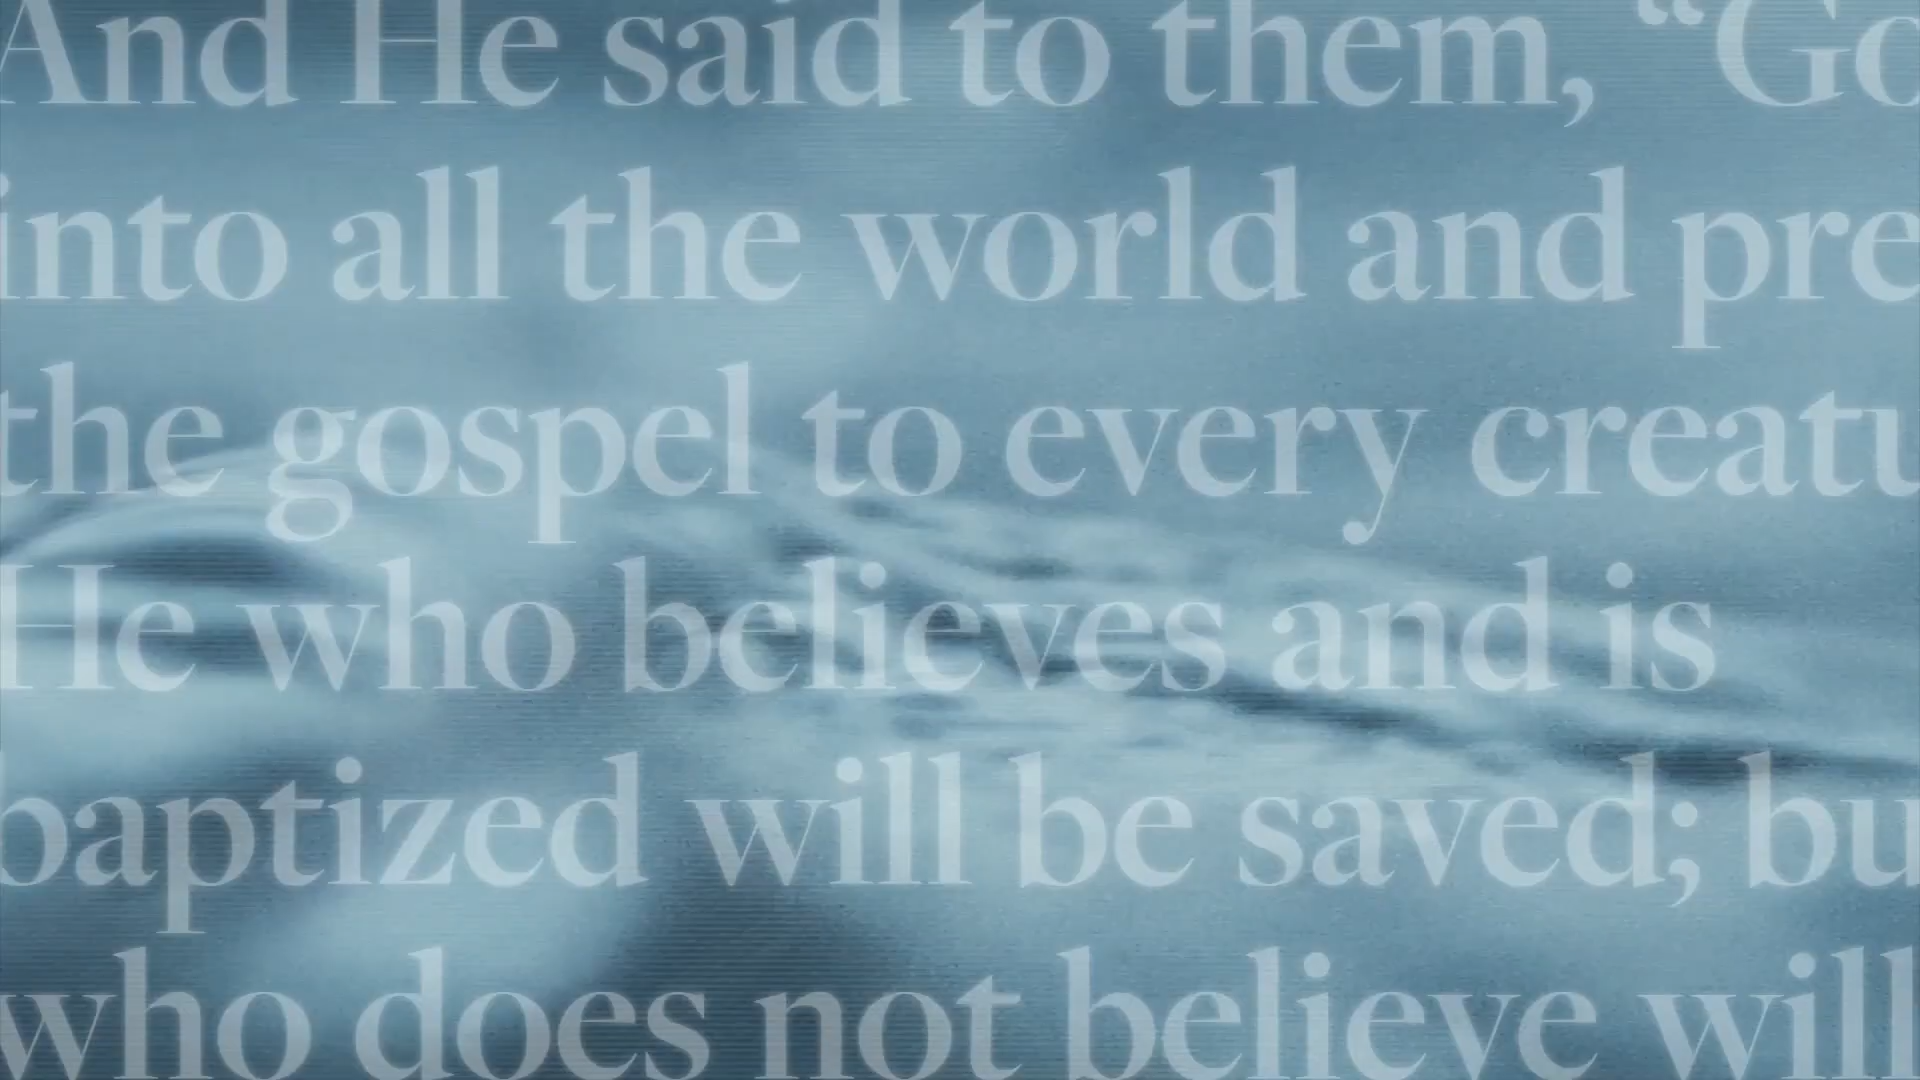 And He said to them, “Go
into all the world and pre
the gospel to every creatu
He who believes and is
baptized will be saved; bu
who does not believe will